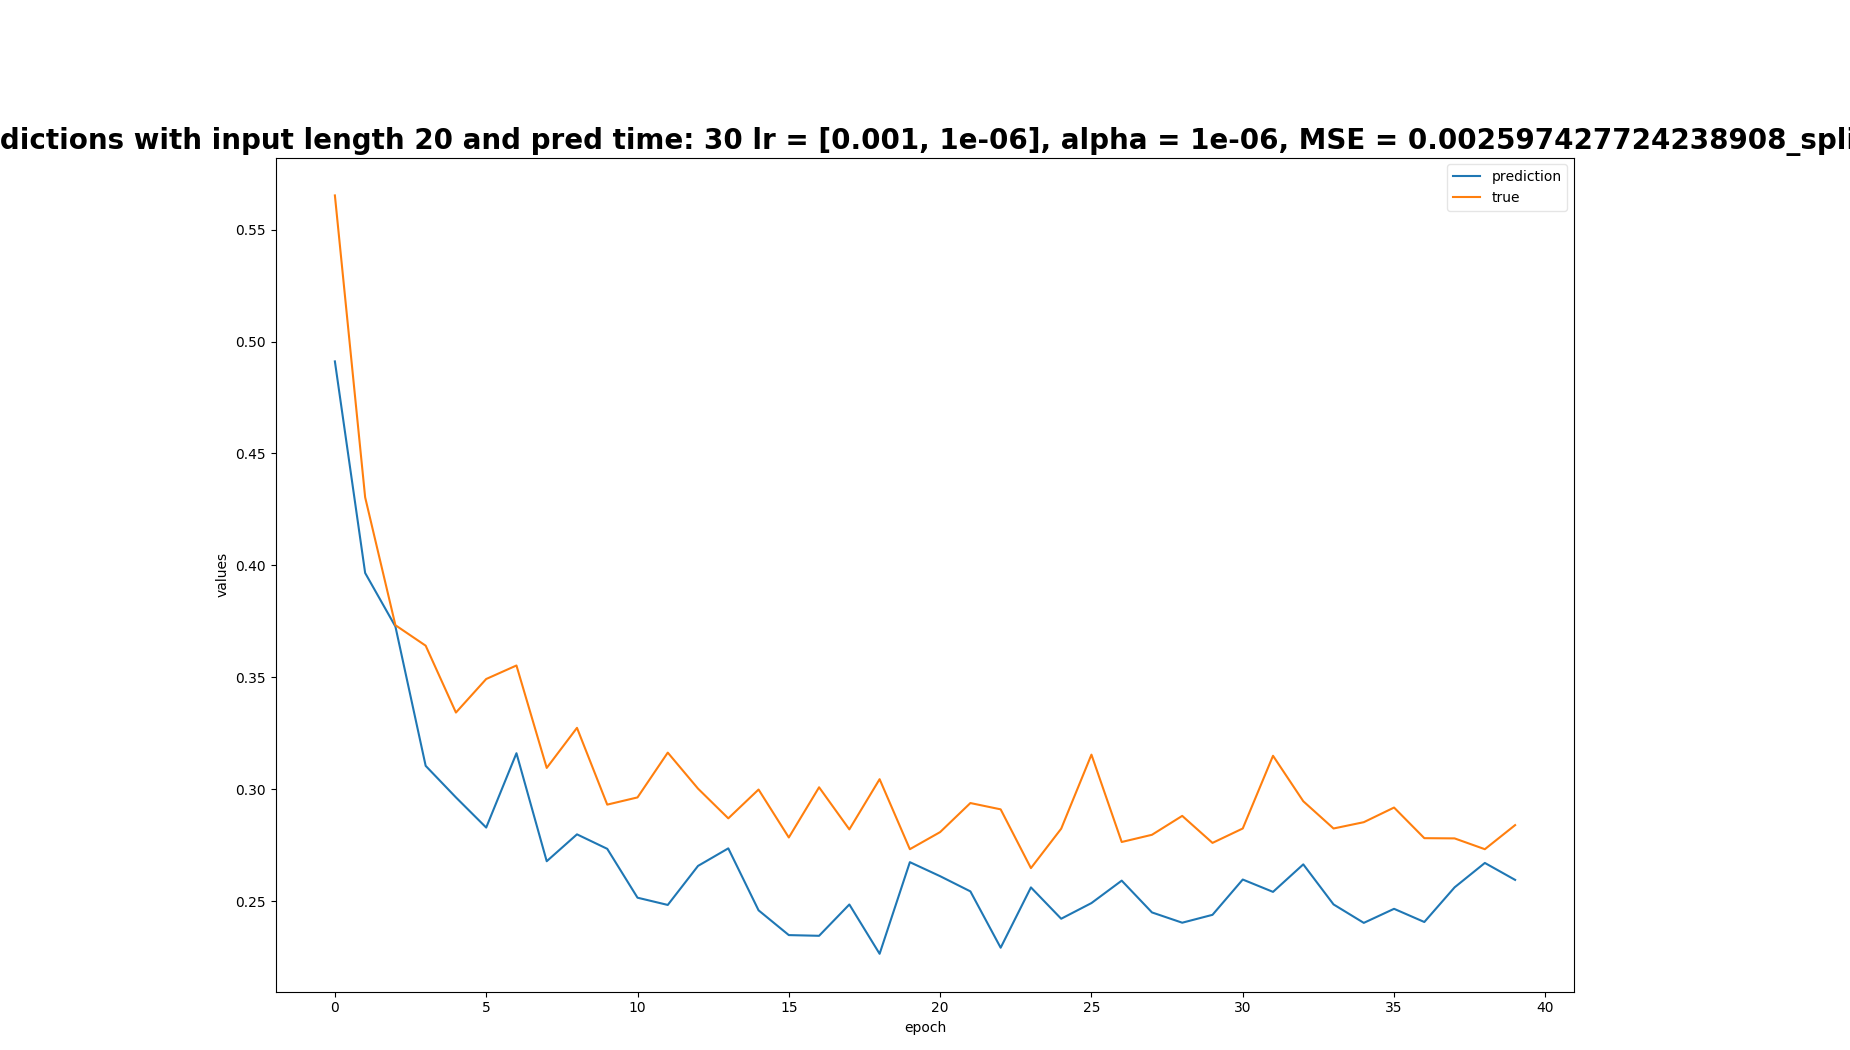 dictions with input length 20 and pred time: 30 lr = [0.001, 1e-06], alpha = 1e-06, MSE = 0.002597427724238908_spli
prediction
true
0.55
0.50
0.45
0.40
0.35
0.30
0.25
values
0 5 10 15 20 25 30 35 40
epoch